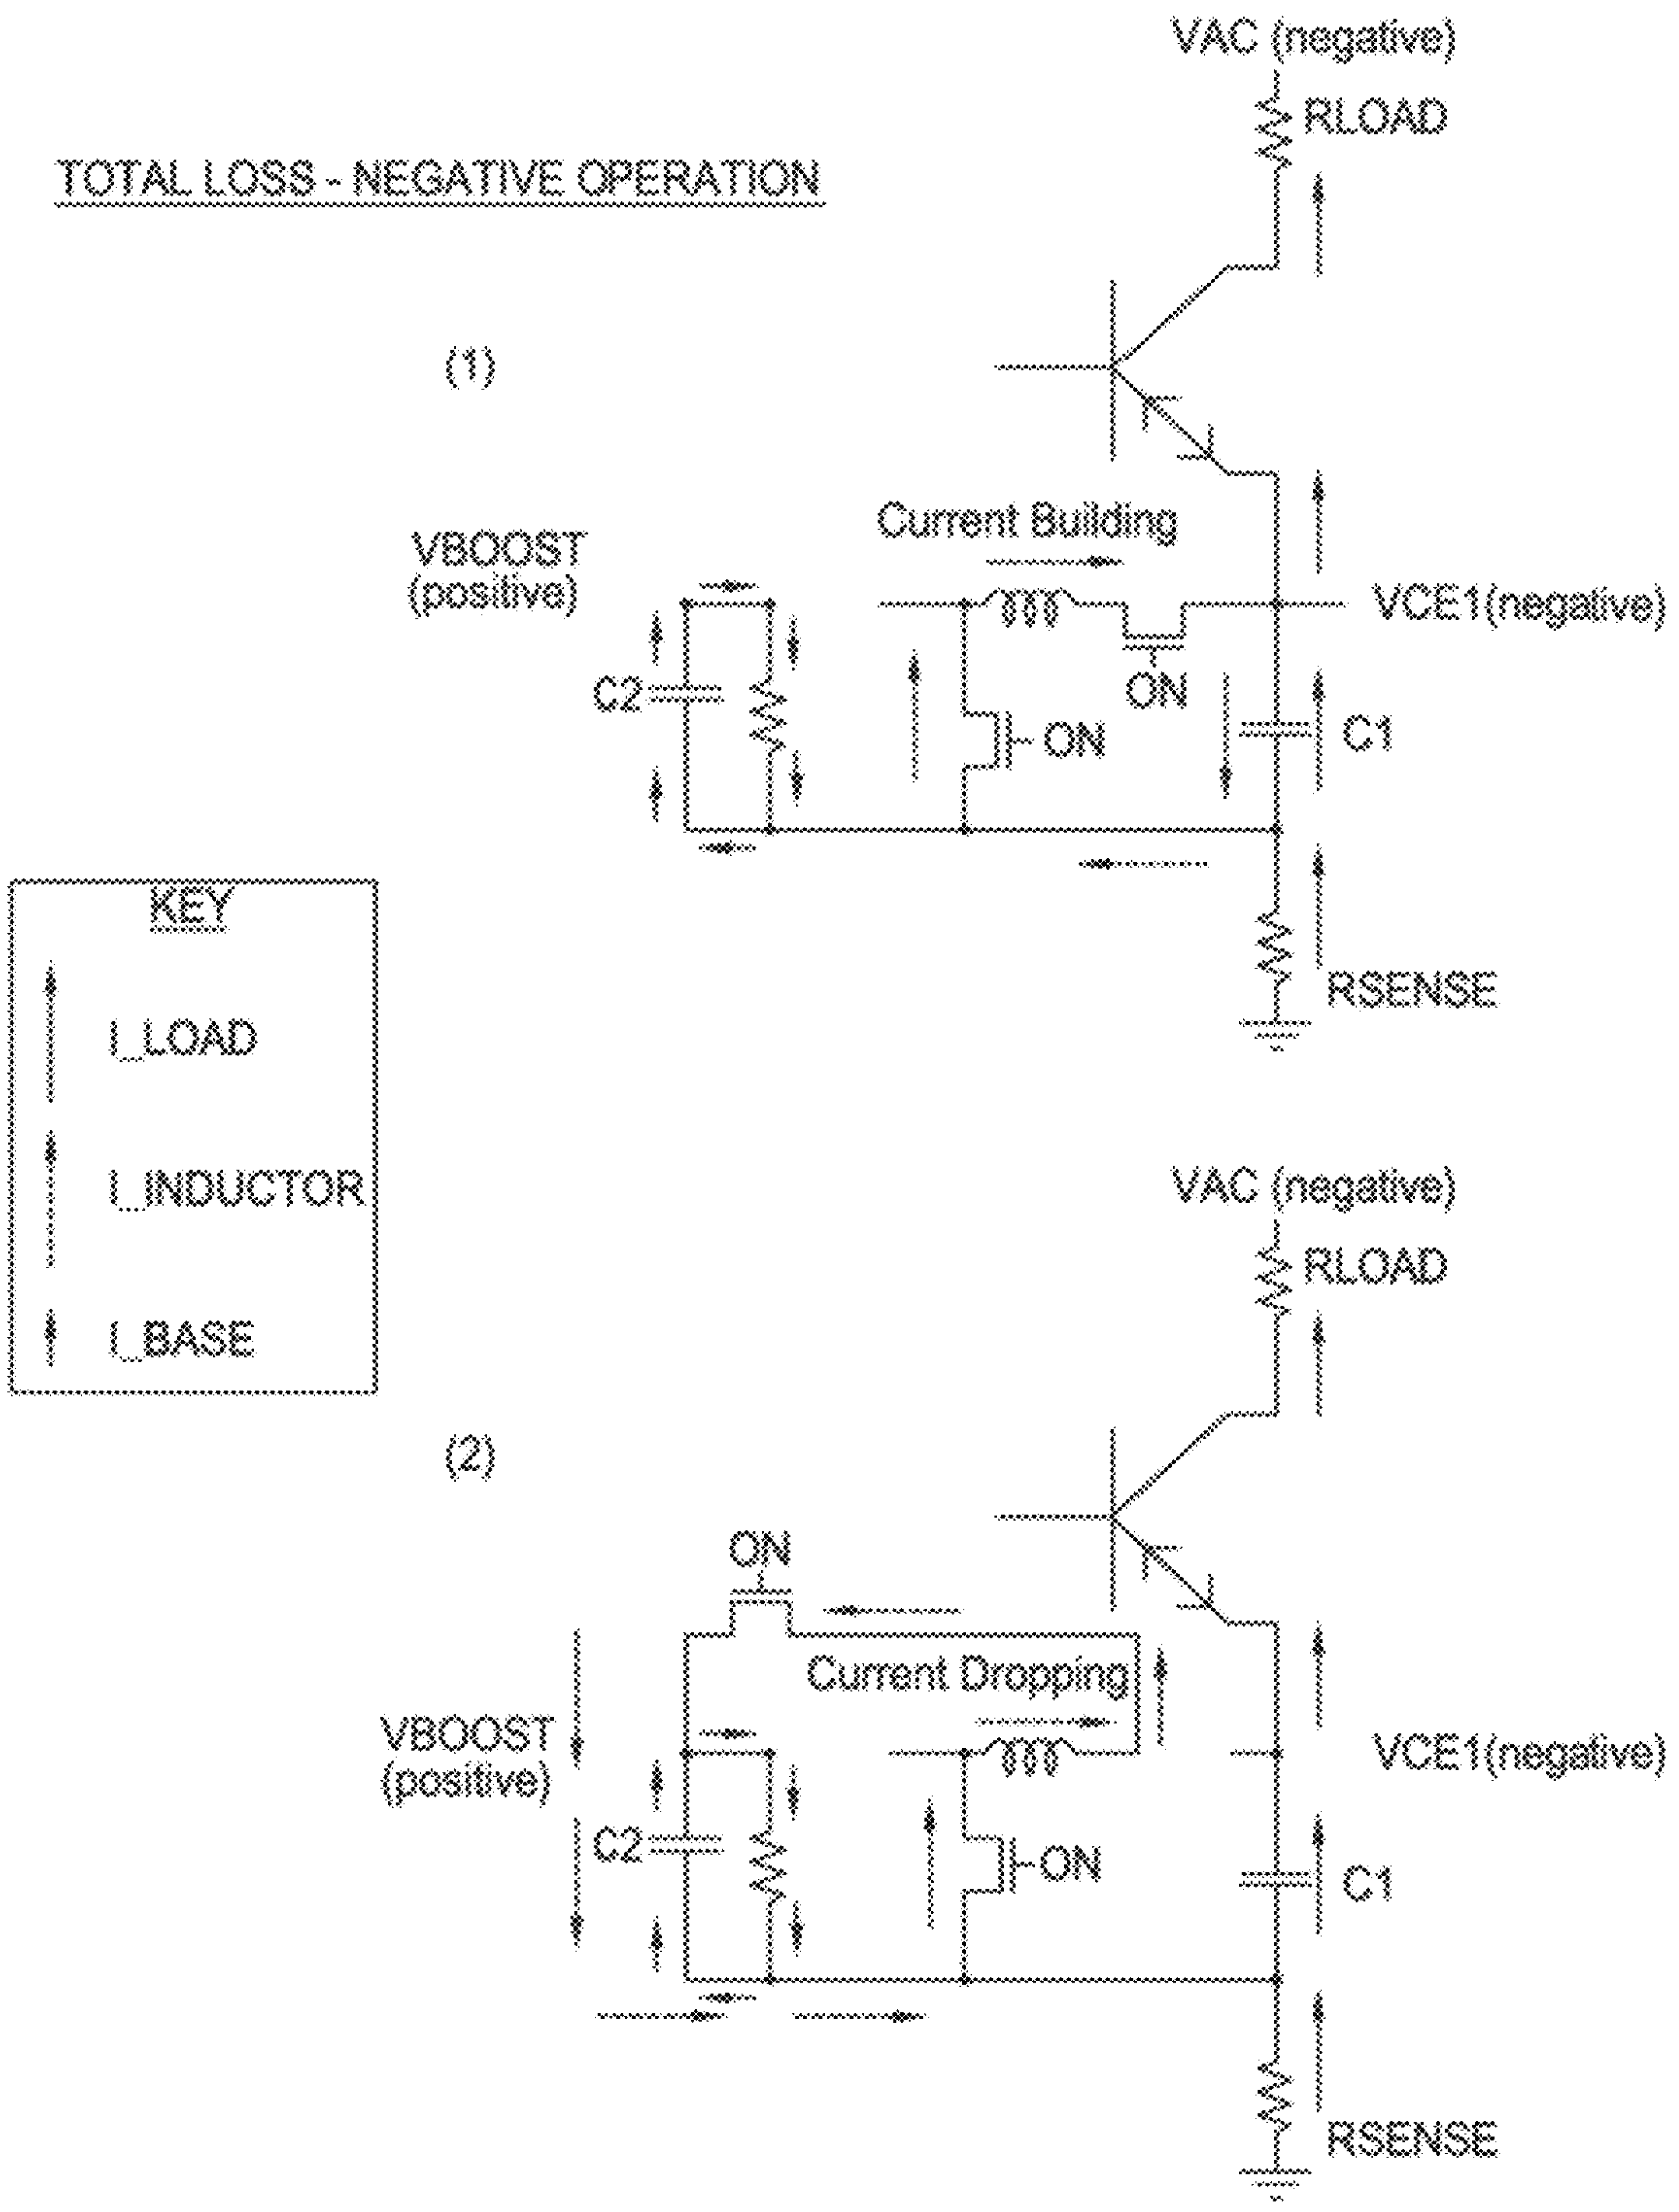 VAC (negative)
RLOAD
TOTAL LOSS - NEGATIVE OPERATION
(1)
Current Building
VBOOST
(positive)
VCE1(negative)
C2
ON
ON
C1
RSENSE
KEY
I_LOAD
I_INDUCTOR
I_BASE
VAC (negative)
RLOAD
(2)
ON
Current Dropping
VBOOST
(positive)
VCE1(negative)
C2
ON
C1
RSENSE